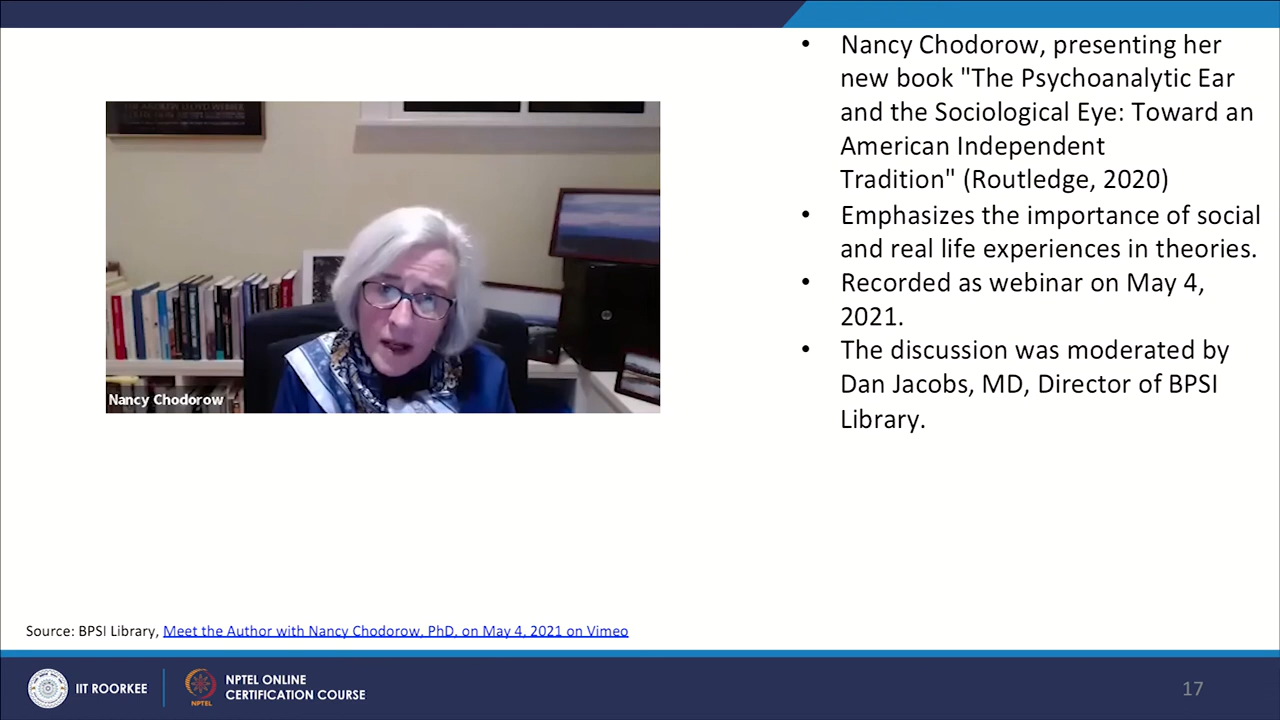 • Nancy Chodorow, presenting her
new book "The Psychoanalytic Ear
and the Sociological Eye: Toward an
American Independent
Tradition" (Routledge, 2020)
• Emphasizes the importance of social
and real life experiences in theories.
• Recorded as webinar on May 4,
2021.
• The discussion was moderated by
Dan Jacobs, MD, Director of BPSI
Library.
Nancy Chodorow
Source: BPSI Library, Meet the Author with Nancy Chodorow, PhD, on May 4, 2021 on Vimeo
IIT ROORKEE
NPTEL
NPTEL ONLINE
CERTIFICATION COURSE
17